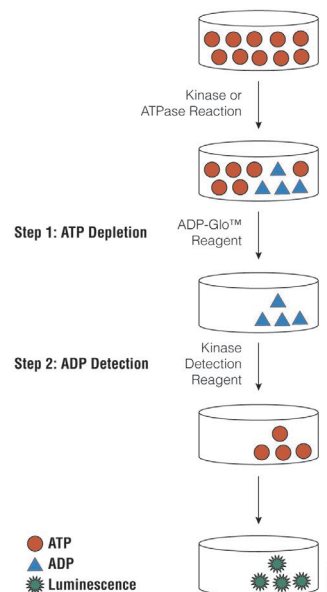 Kinase or
ATPase Reaction
Step 1: ATP Depletion
ADP-Glo™
Reagent
Step 2: ADP Detection
Kinase
Detection
Reagent
ATP
ADP
Luminescence